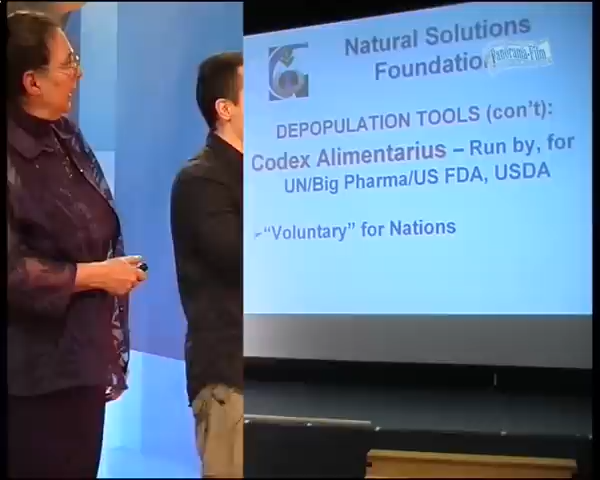 Natural Solutions
Foundation
Panorama-Film
DEPOPULATION TOOLS (con't):
Codex Alimentarius – Run by, for
UN/Big Pharma/US FDA, USDA
"Voluntary" for Nations